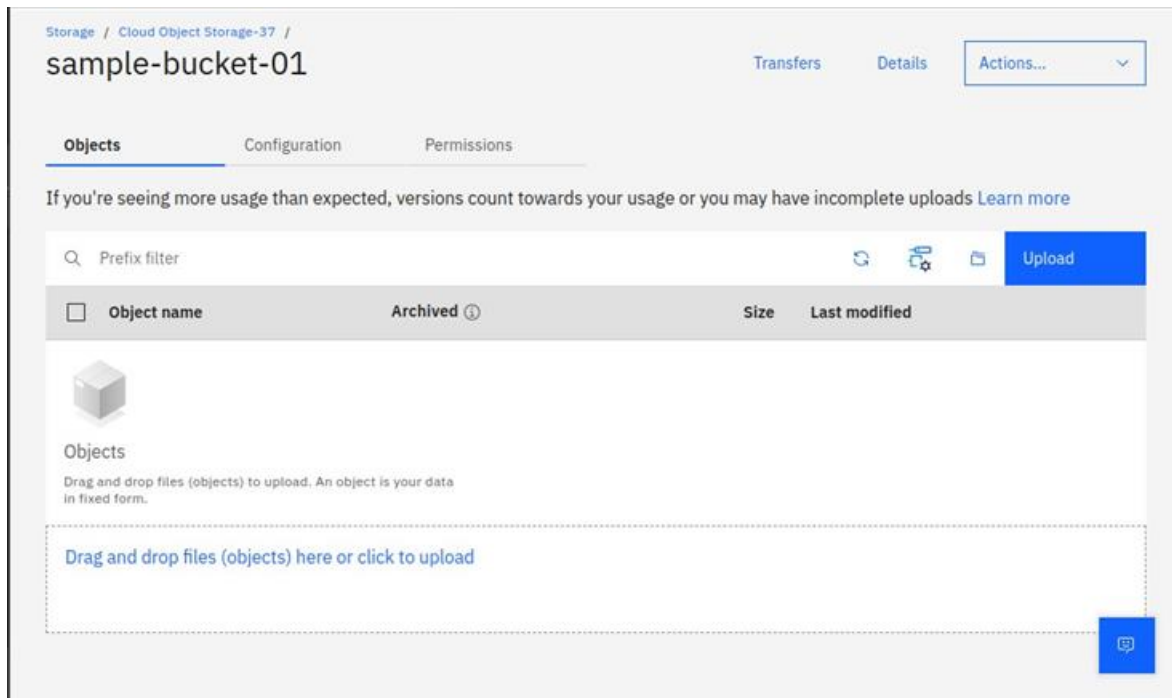 Storage / Cloud Object Storage-37 /
sample-bucket-01
Transfers
Details
Actions...
Objects
Configuration
Permissions
If you're seeing more usage than expected, versions count towards your usage or you may have incomplete uploads Learn more
Prefix filter
Upload
Object name
Archived
Size
Last modified
Objects
Drag and drop files (objects) to upload. An object is your data
in fixed form.
Drag and drop files (objects) here or click to upload